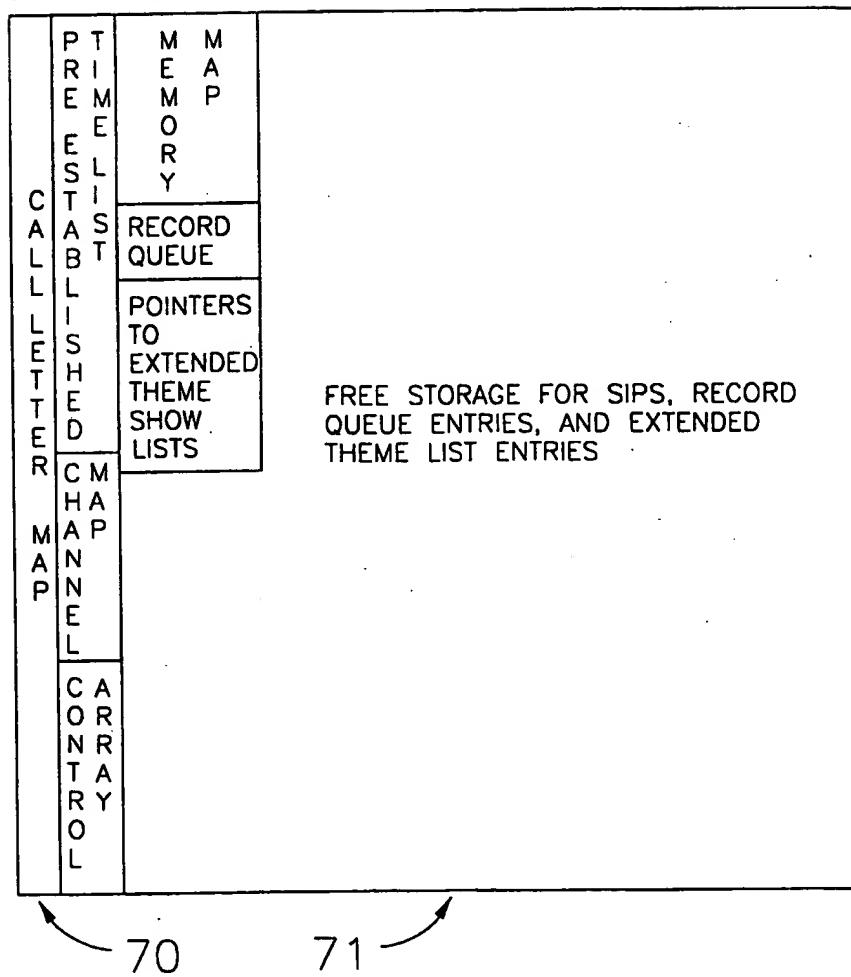 CALL LETTER MAP
PRE ESTABLISHED
TIME LIST
CHANNEL
MAP
CONTROL
ARRAY
MEMORY
MAP
RECORD
QUEUE
POINTERS
TO
EXTENDED
THEME
SHOW
LISTS
FREE STORAGE FOR SIPS, RECORD
QUEUE ENTRIES, AND EXTENDED
THEME LIST ENTRIES
70
71